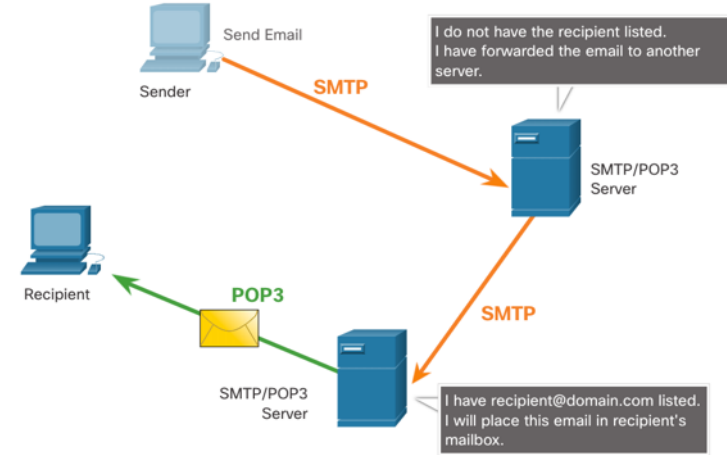 Send Email
I do not have the recipient listed.
I have forwarded the email to another
server.
Sender
SMTP
SMTP/POP3
Server
Recipient
POP3
SMTP
SMTP/POP3
Server
I have recipient@domain.com listed.
I will place this email in recipient's
mailbox.